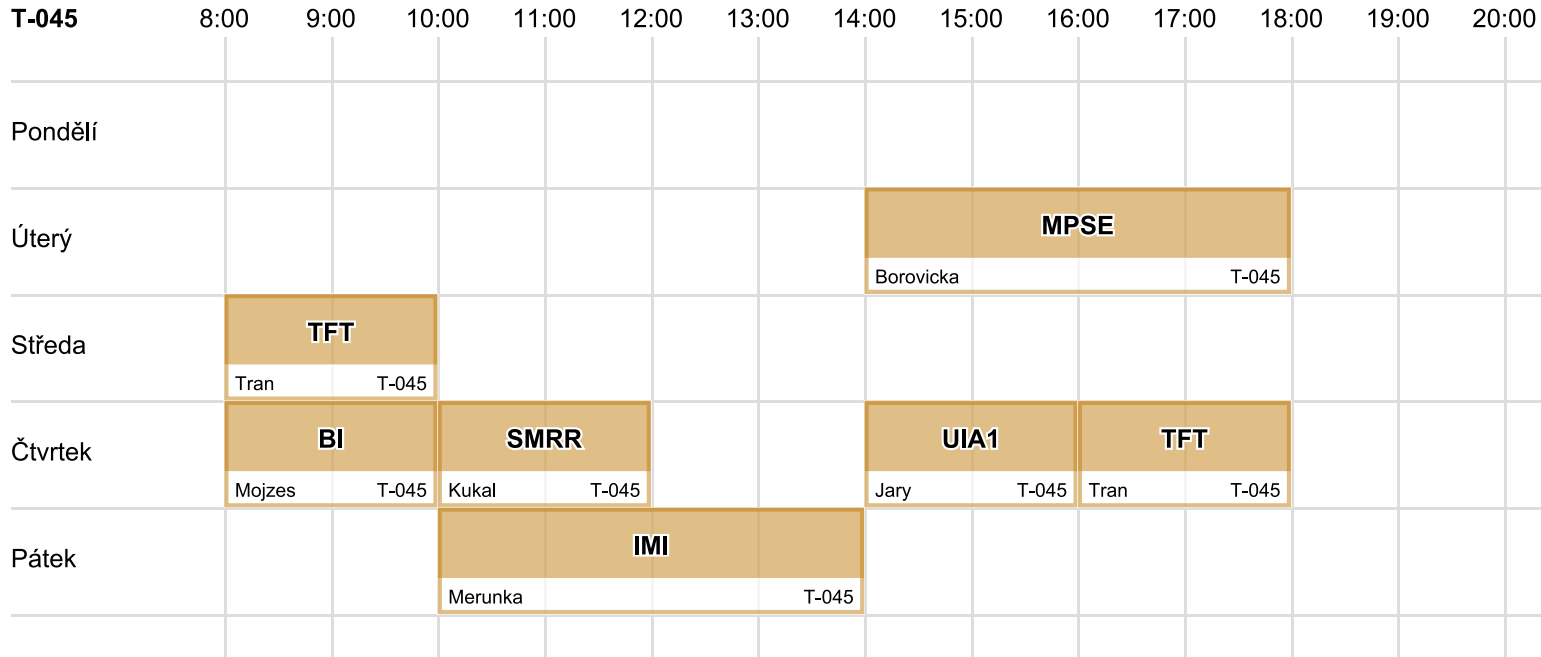 T-045 8:00 9:00 10:00 11:00 12:00 13:00 14:00 15:00 16:00 17:00 18:00 19:00 20:00
Pondělí
Úterý
MPSE
Borovicka T-045
Středa
TFT
Tran T-045
Čtvrtek
BI SMRR UIA1 TFT
Mojzes T-045 Kukal T-045 Jary T-045 Tran T-045
Pátek
IMI
Merunka T-045